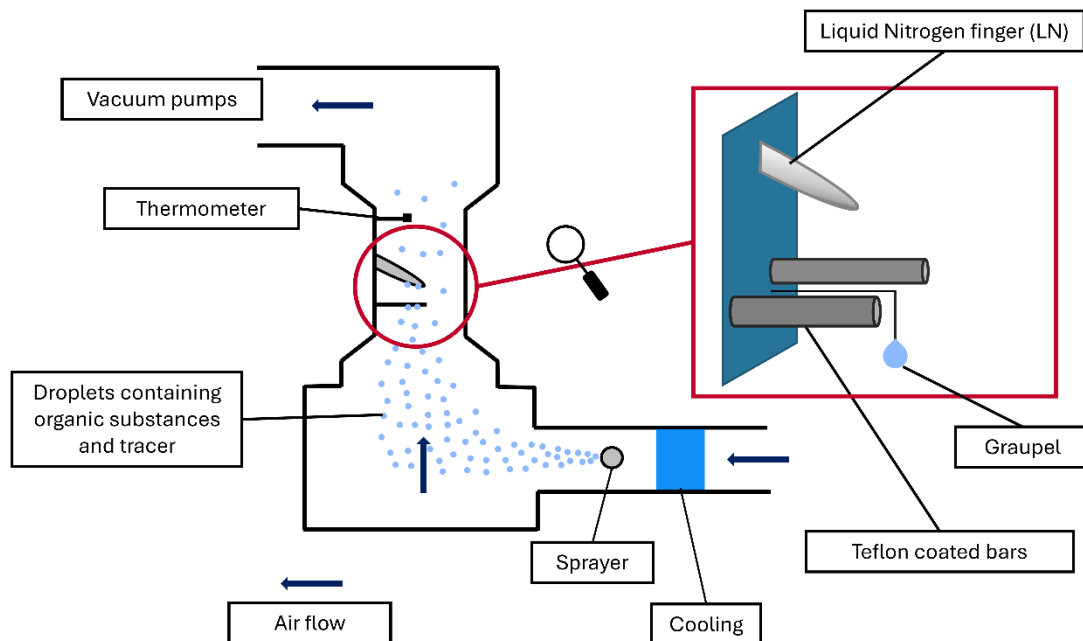 Liquid Nitrogen finger (LN)
Vacuum pumps
Thermometer
Droplets containing
organic substances
and tracer
Graupel
Teflon coated bars
Sprayer
Cooling
Air flow